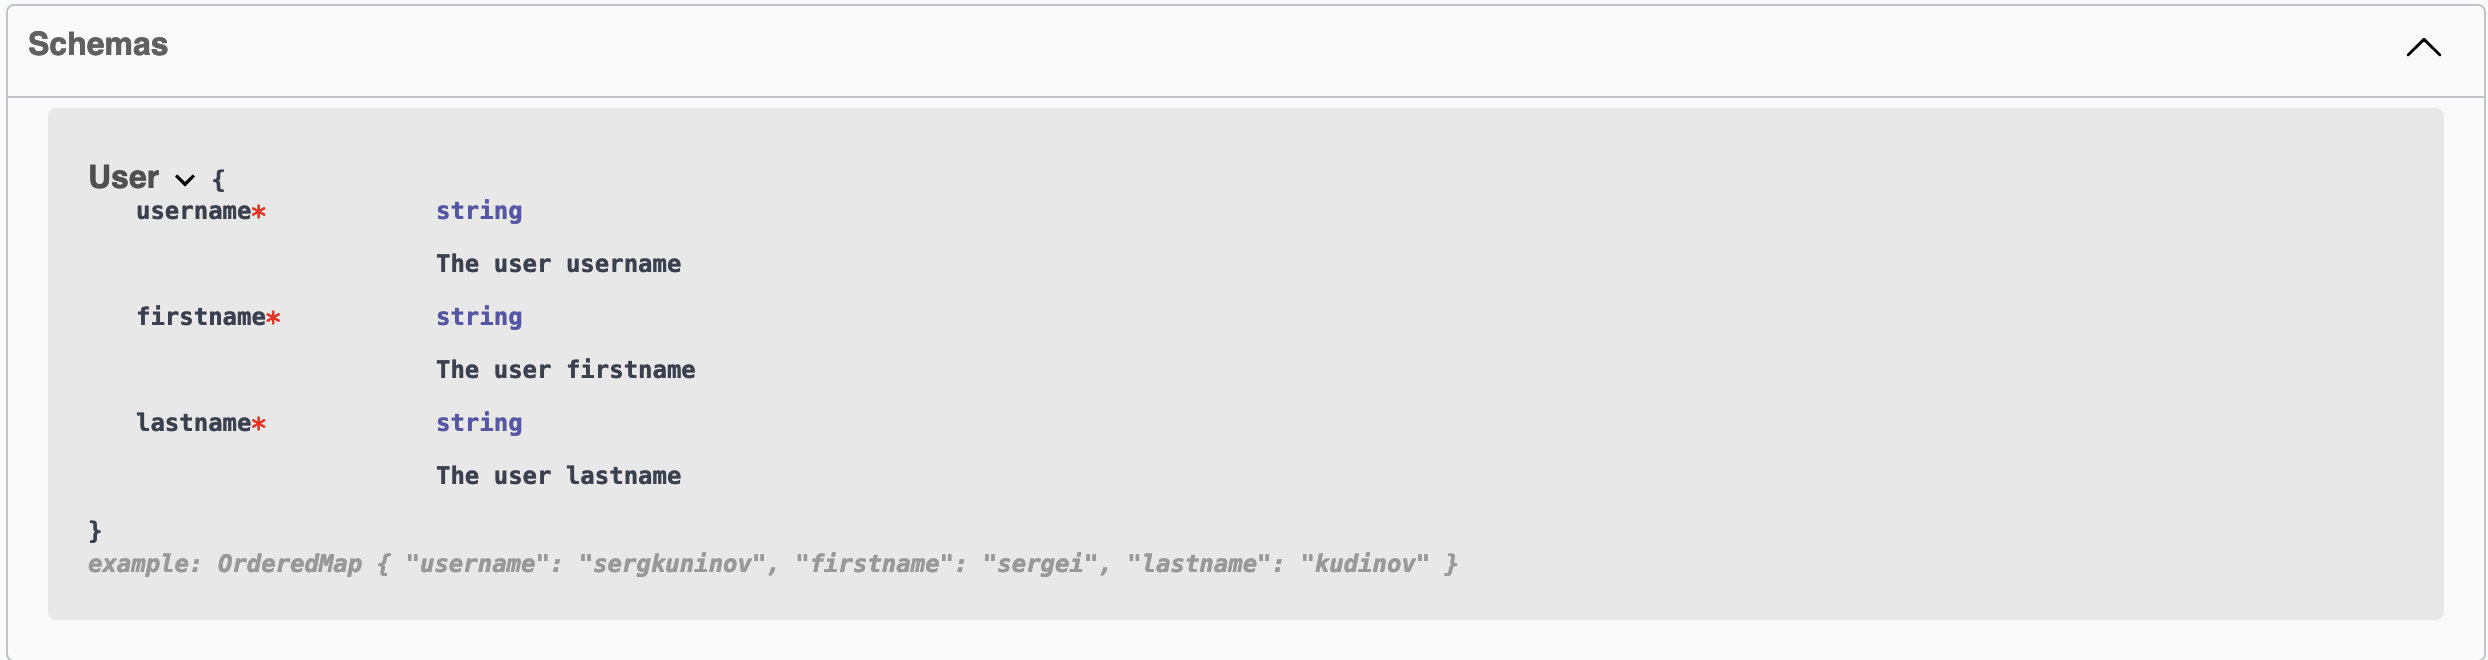 Schemas
User {
username* string
The user username
firstname* string
The user firstname
lastname* string
The user lastname
}
example: OrderedMap { "username": "sergkuninov", "firstname": "sergei", "lastname": "kudinov" }